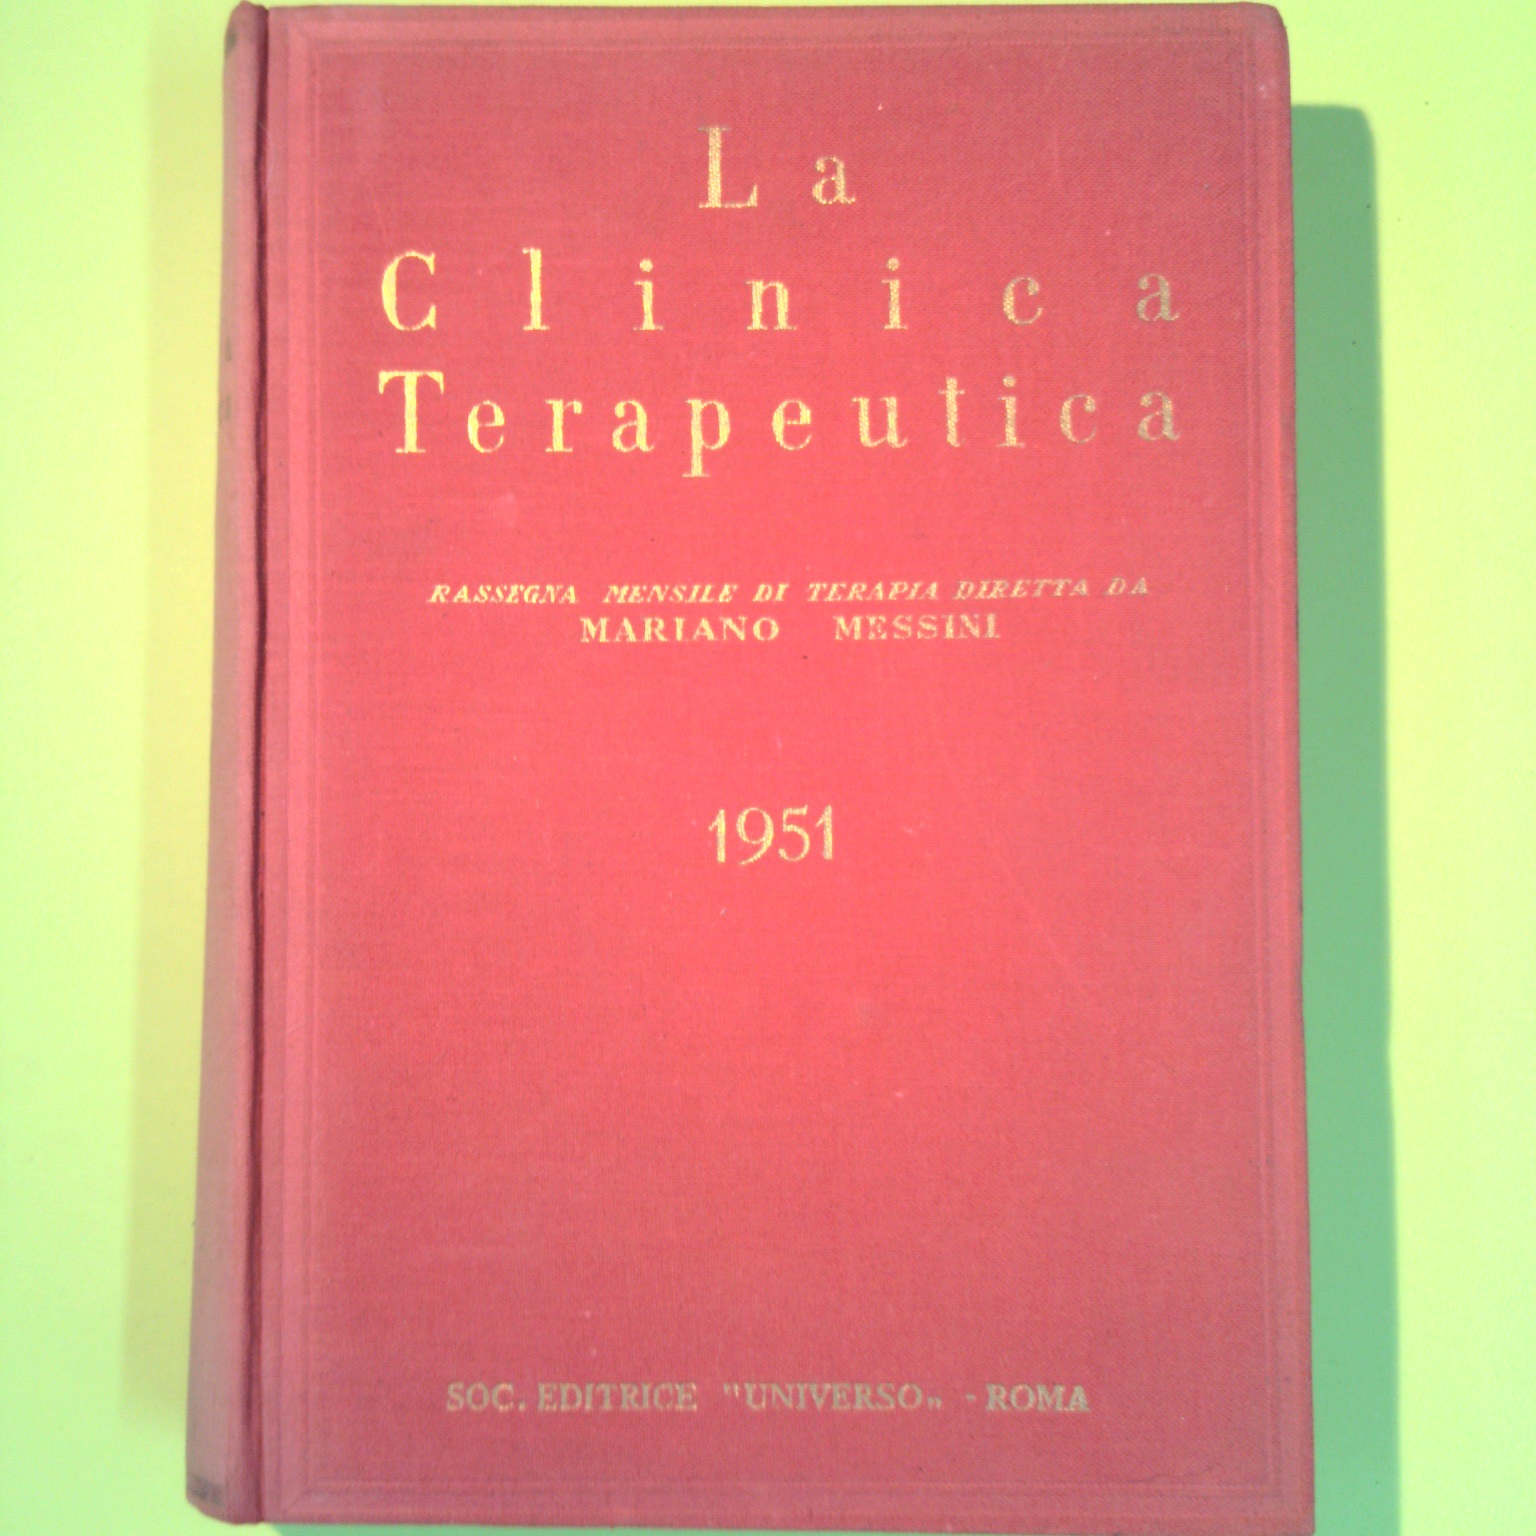 La
Clinica
Terapeutica
RASSEGNA MENSILE DI TERAPIA DIRETTA DA
MARIANO MESSINI
1951
SOC. EDITRICE "UNIVERSO„ - ROMA